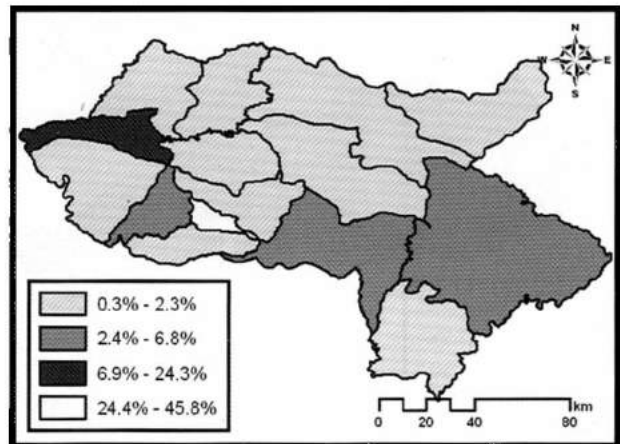 N
W E
S
0.3% - 2.3%
2.4% - 6.8%
6.9% - 24.3%
24.4% - 45.8%
km
0 20 40 80